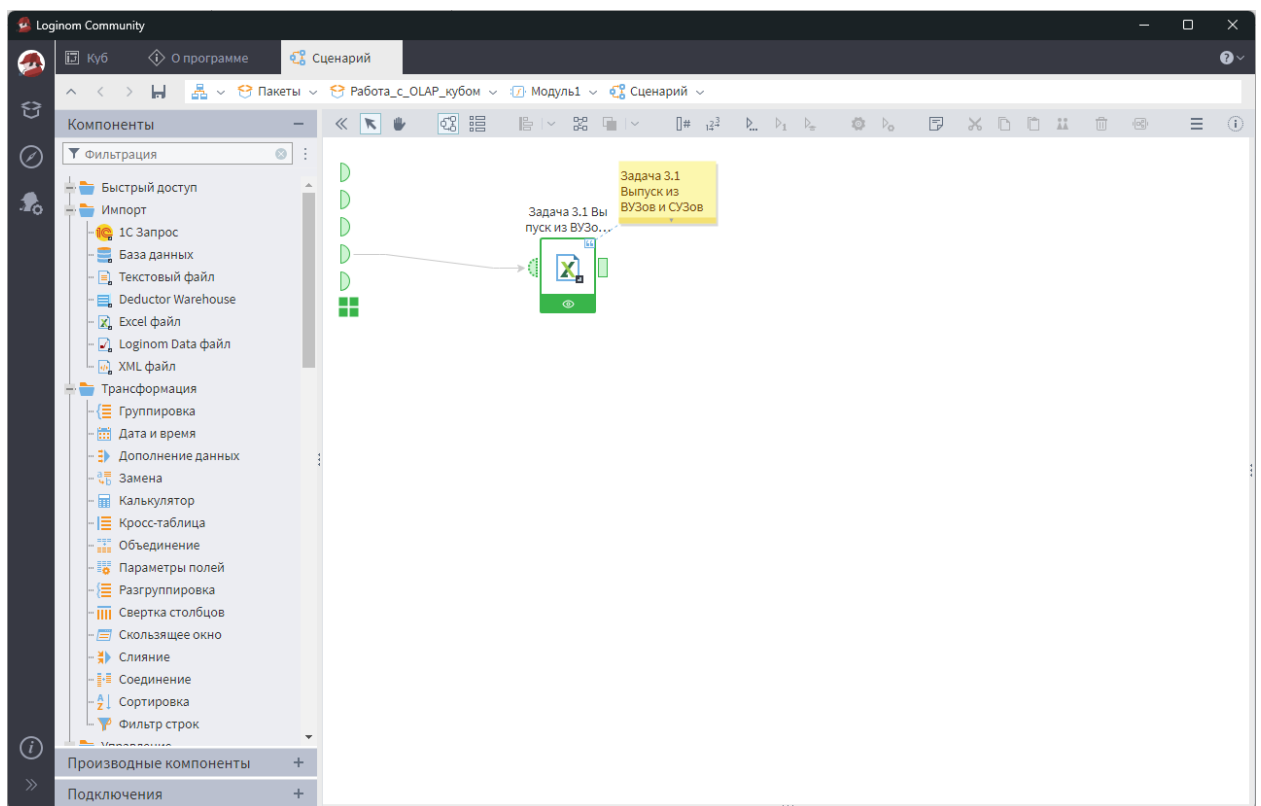 Loginom Community
Куб
О программе
Сценарий
Пакеты
Работа_с_OLAP_кубом
Модуль1
Сценарий
Компоненты
Фильтрация
Быстрый доступ
Импорт
1С Запрос
База данных
Текстовый файл
Deductor Warehouse
Excel файл
Loginom Data файл
XML файл
Трансформация
Группировка
Дата и время
Дополнение данных
Замена
Калькулятор
Кросс-таблица
Объединение
Параметры полей
Разгруппировка
Свертка столбцов
Скользящее окно
Слияние
Соединение
Сортировка
Фильтр строк
Управление
Производные компоненты
Подключения
Задача 3.1 Вы
пуск из ВУЗо...
Задача 3.1
Выпуск из
ВУЗов и СУЗов